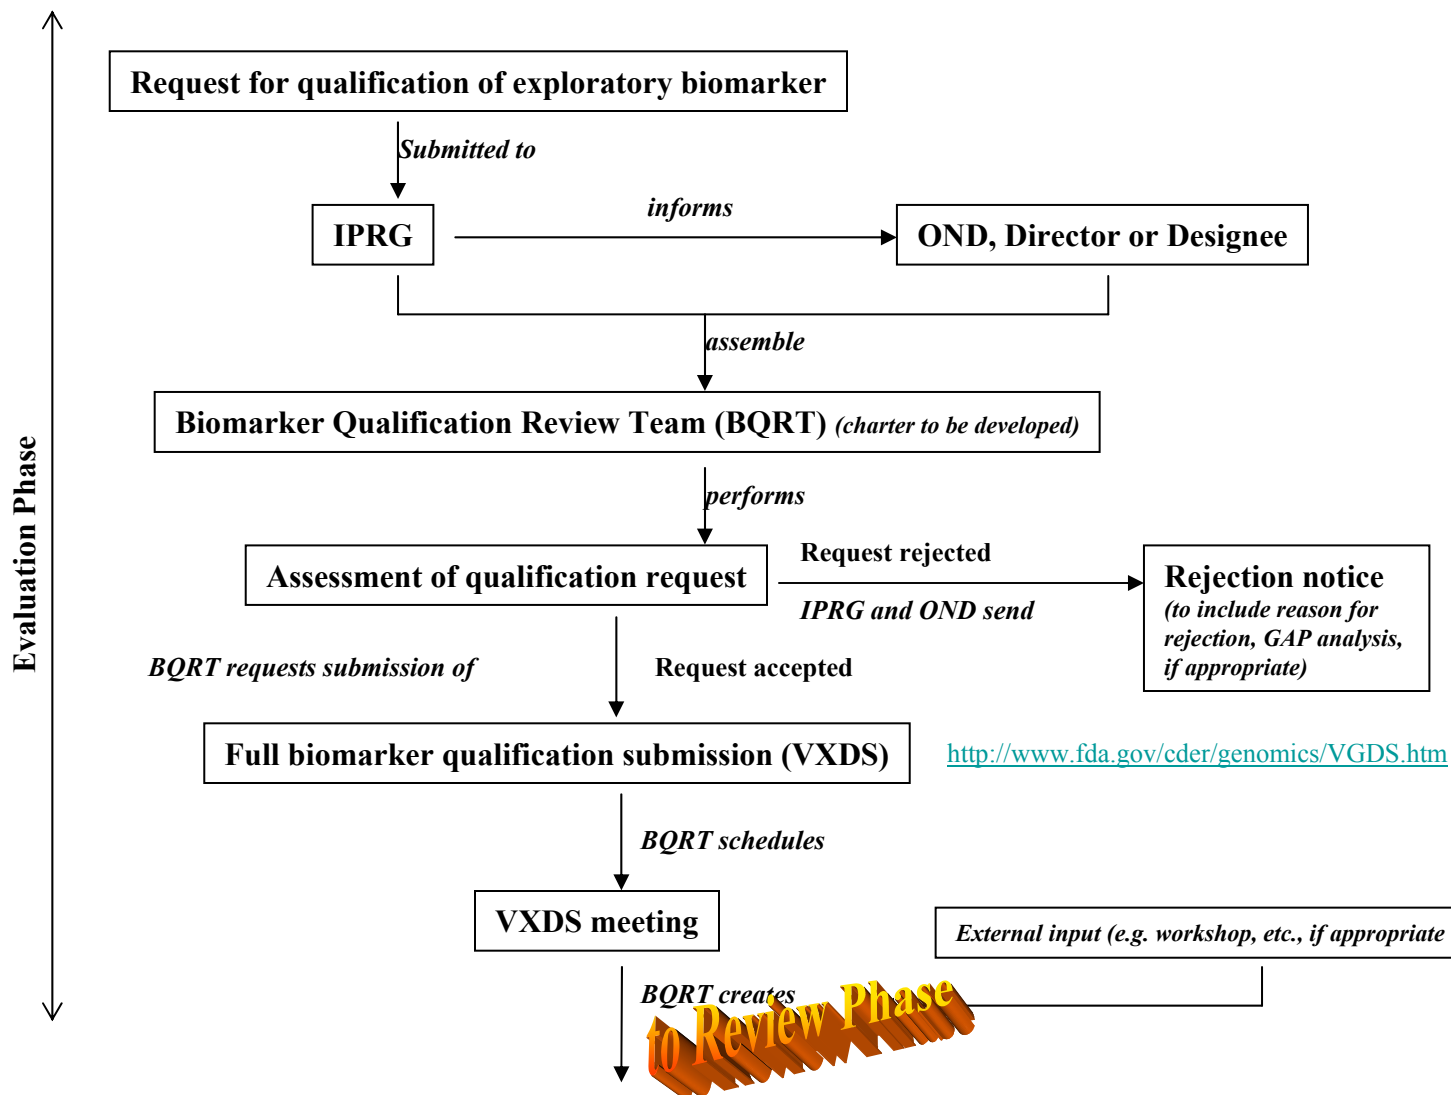 Request for qualification of exploratory biomarker
Submitted to
IPRG
informs
OND, Director or Designee
assemble
Biomarker Qualification Review Team (BQRT) (charter to be developed)
performs
Assessment of qualification request
Request rejected
IPRG and OND send
Rejection notice
(to include reason for
rejection, GAP analysis,
if appropriate)
BQRT requests submission of
Request accepted
Evaluation Phase
Full biomarker qualification submission (VXDS)
http://www.fda.gov/cder/genomics/VGDS.htm
BQRT schedules
VXDS meeting
External input (e.g. workshop, etc., if appropriate
BQRT creates
to Review Phase